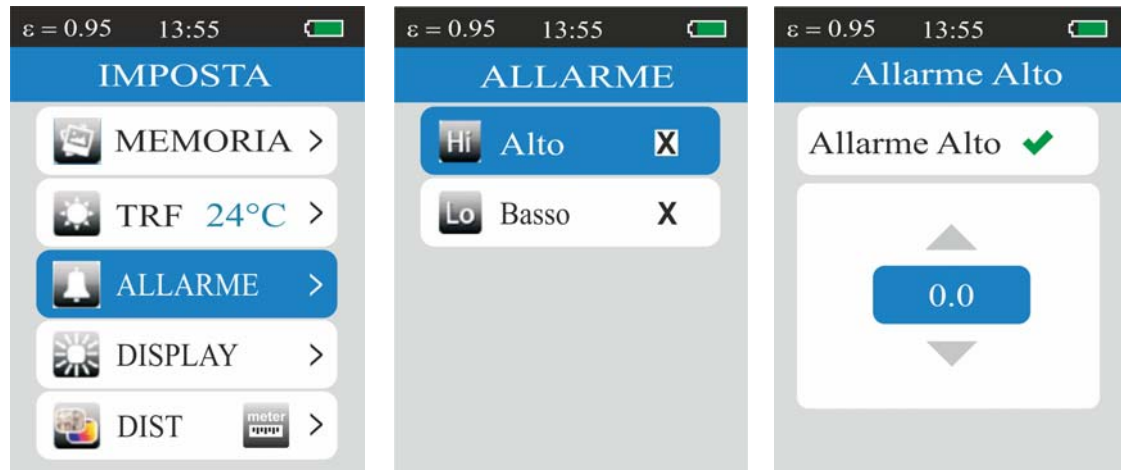 ε = 0.95 13:55
IMPOSTA
MEMORIA >
TRF 24°C >
ALLARME >
DISPLAY >
DIST meter >
ε = 0.95 13:55
ALLARME
Hi Alto X
Lo Basso X
ε = 0.95 13:55
Allarme Alto
Allarme Alto ✔
0.0